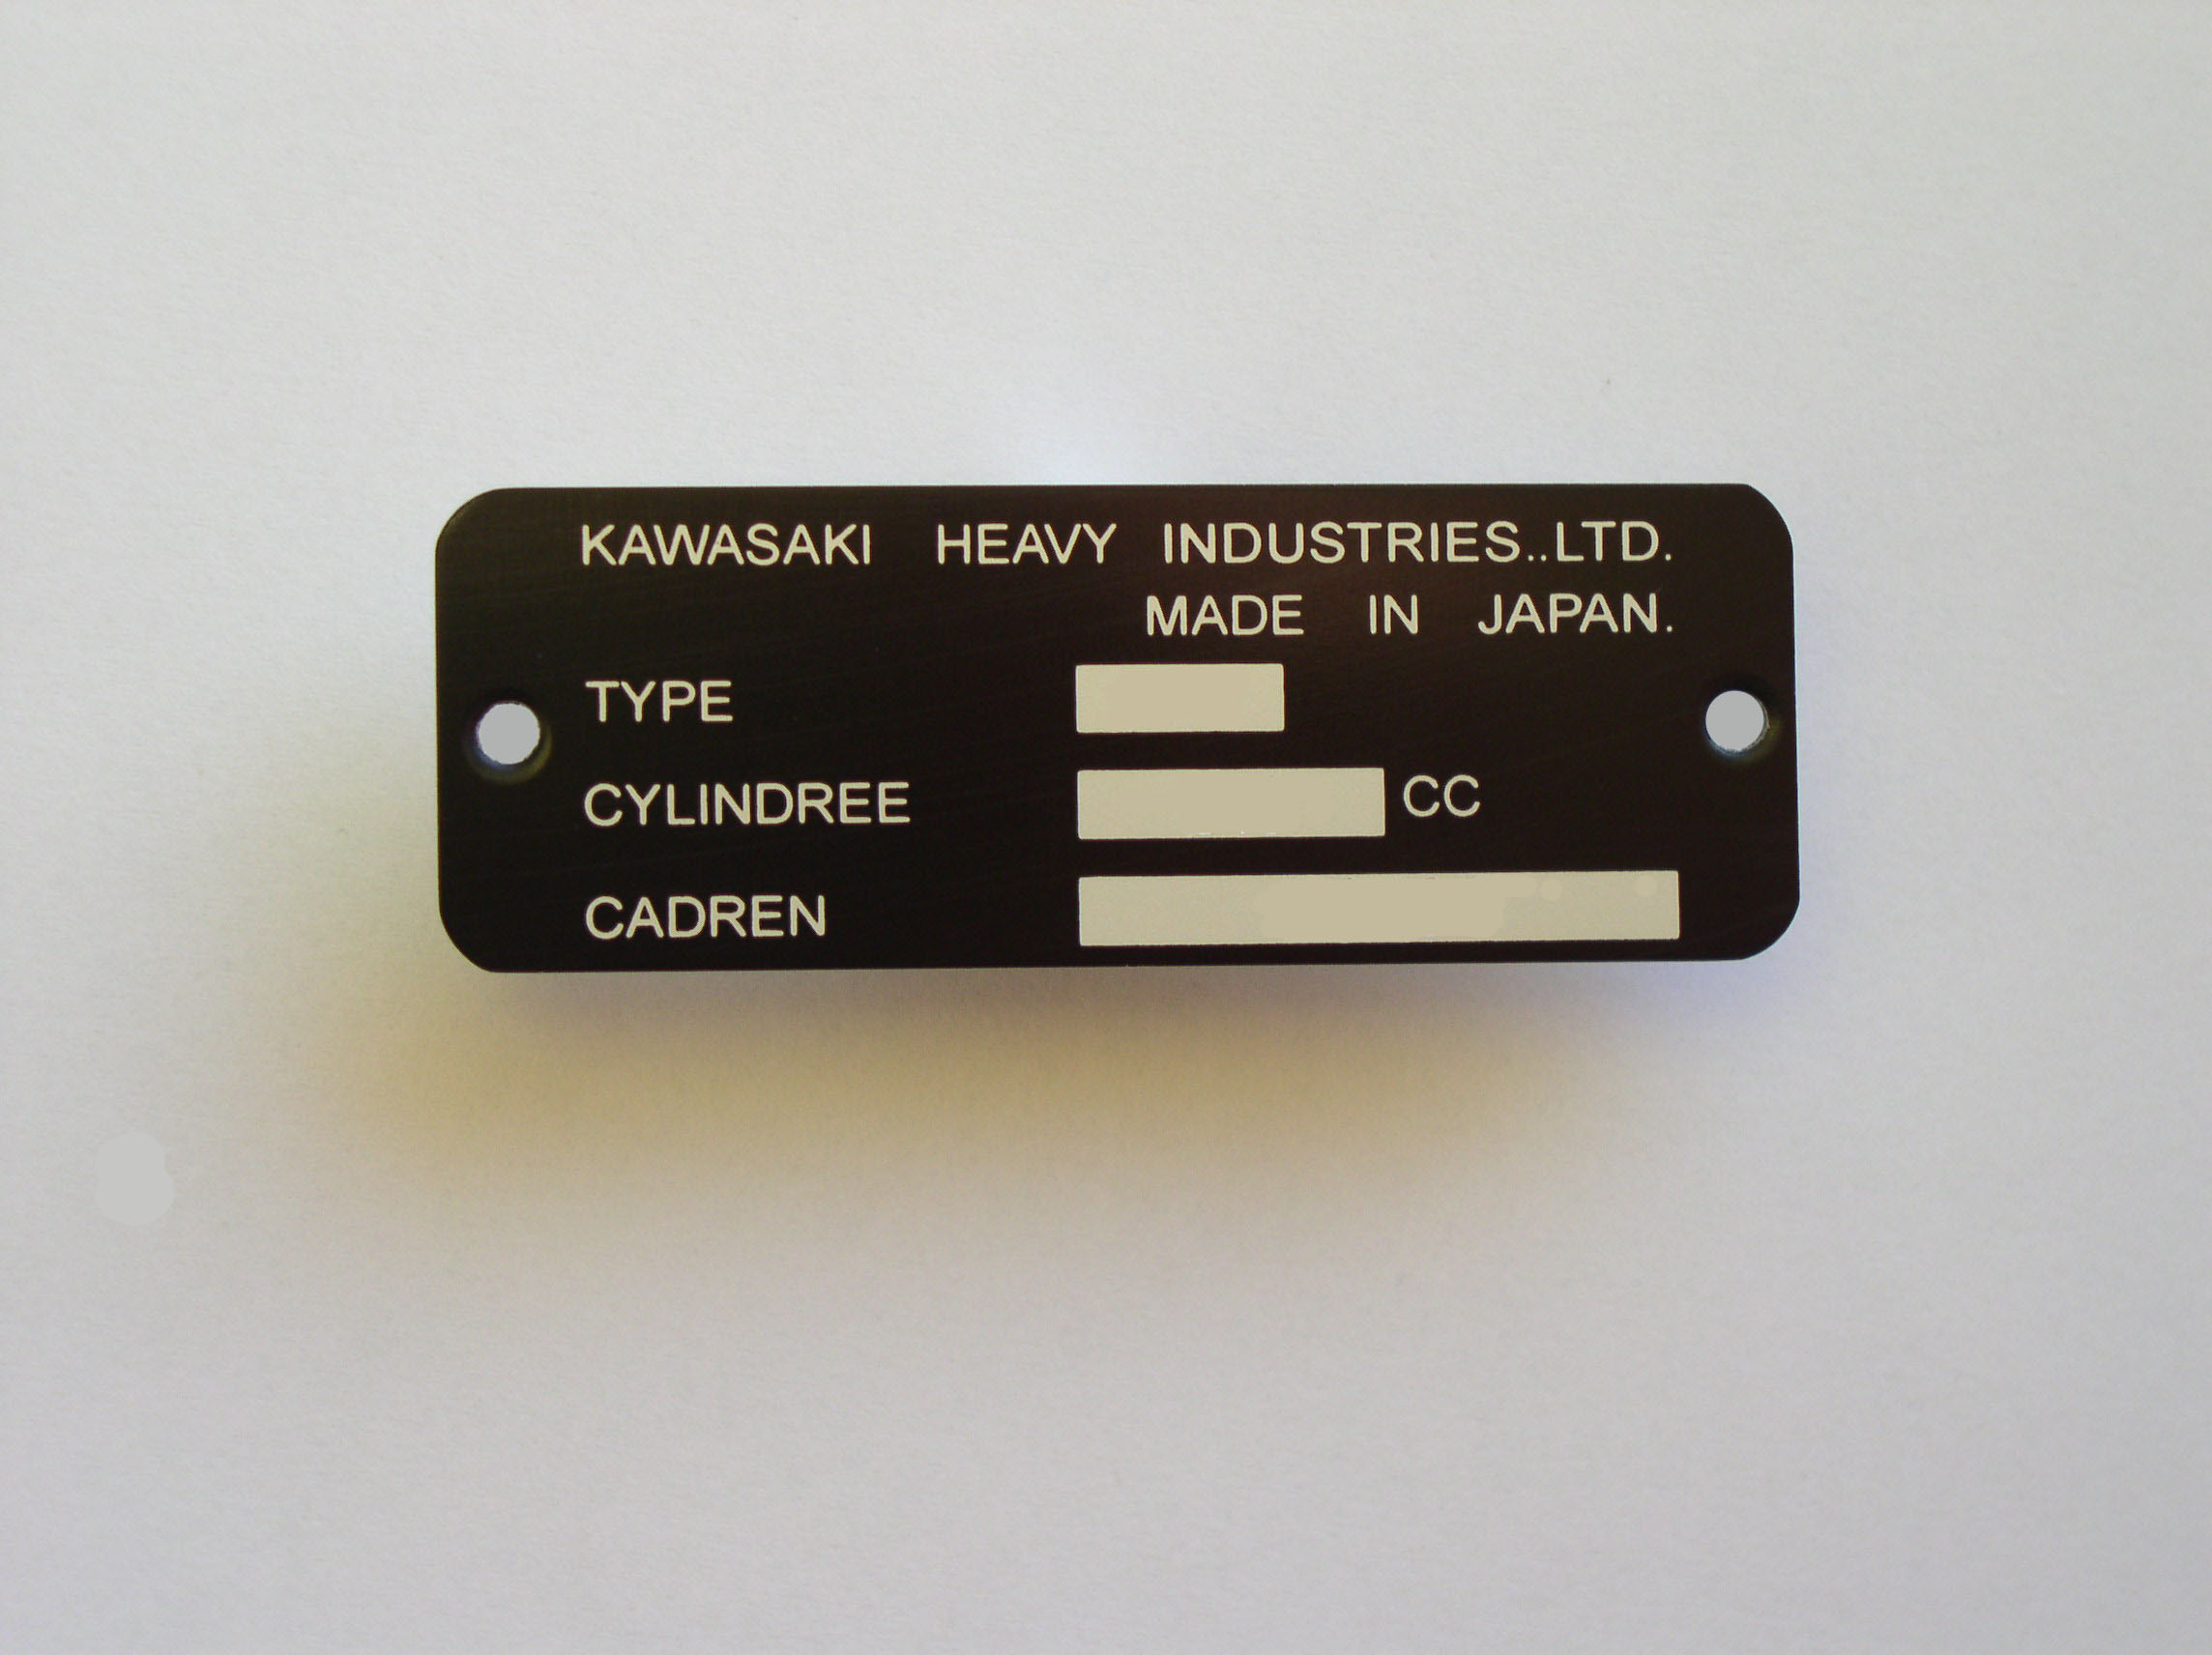 KAWASAKI HEAVY INDUSTRIES..LTD.
MADE IN JAPAN.
TYPE
CYLINDREE CC
CADREN